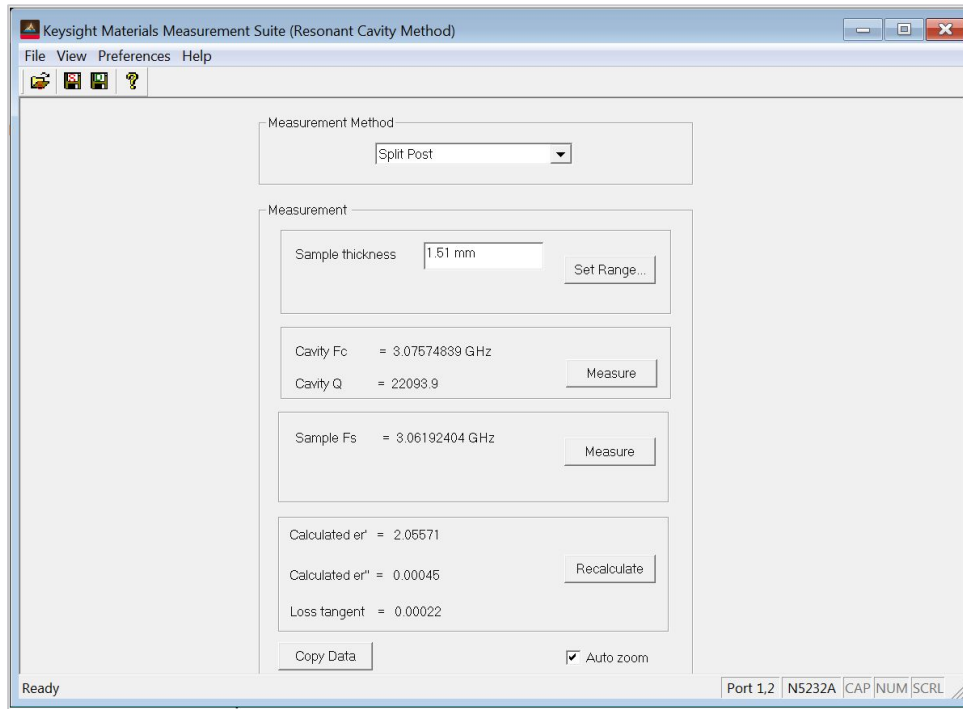 Keysight Materials Measurement Suite (Resonant Cavity Method)
File View Preferences Help
Measurement Method
Split Post
Measurement
Sample thickness 1.51 mm
Set Range...
Cavity Fc = 3.07574839 GHz
Measure
Cavity Q = 22093.9
Sample Fs = 3.06192404 GHz
Measure
Calculated er' = 2.05571
Calculated er" = 0.00045
Recalculate
Loss tangent = 0.00022
Copy Data
Auto zoom
Ready
Port 1,2 N5232A CAP NUM SCRL